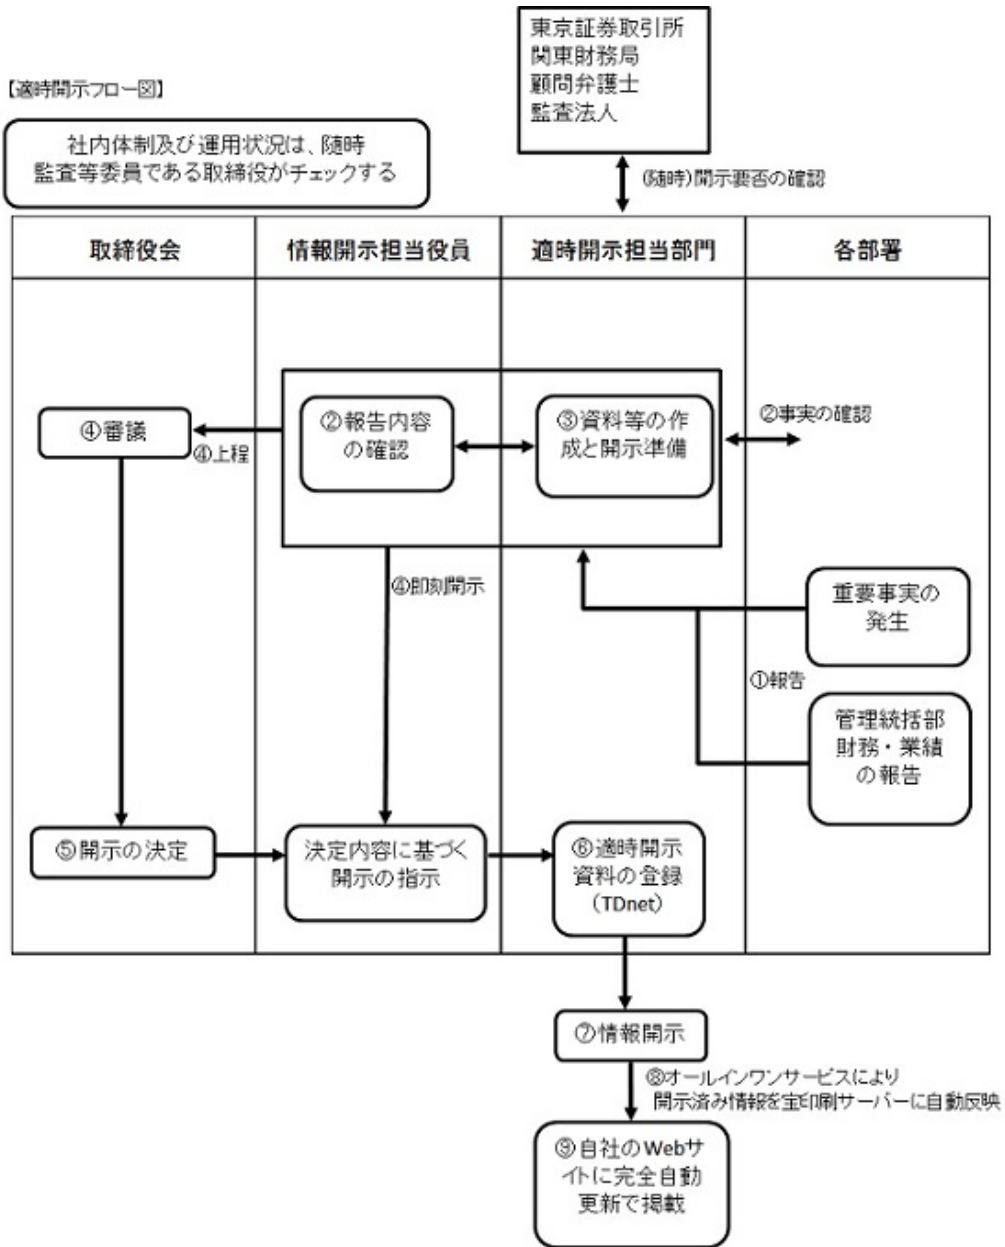 東京証券取引所
関東財務局
顧問弁護士
監査法人
【適時開示フロー図】
社内体制及び運用状況は、随時
監査等委員である取締役がチェックする
(随時)開示要否の確認
取締役会
情報開示担当役員
適時開示担当部門
各部署
④審議
④上程
②報告内容
の確認
③資料等の作
成と開示準備
②事実の確認
④即刻開示
重要事実の
発生
①報告
管理統括部
財務・業績
の報告
⑤開示の決定
決定内容に基づく
開示の指示
⑥適時開示
資料の登録
(TDnet)
⑦情報開示
⑧オールインワンサービスにより
開示済み情報を宝印刷サーバーに自動反映
⑨自社のWebサ
イトに完全自動
更新で掲載